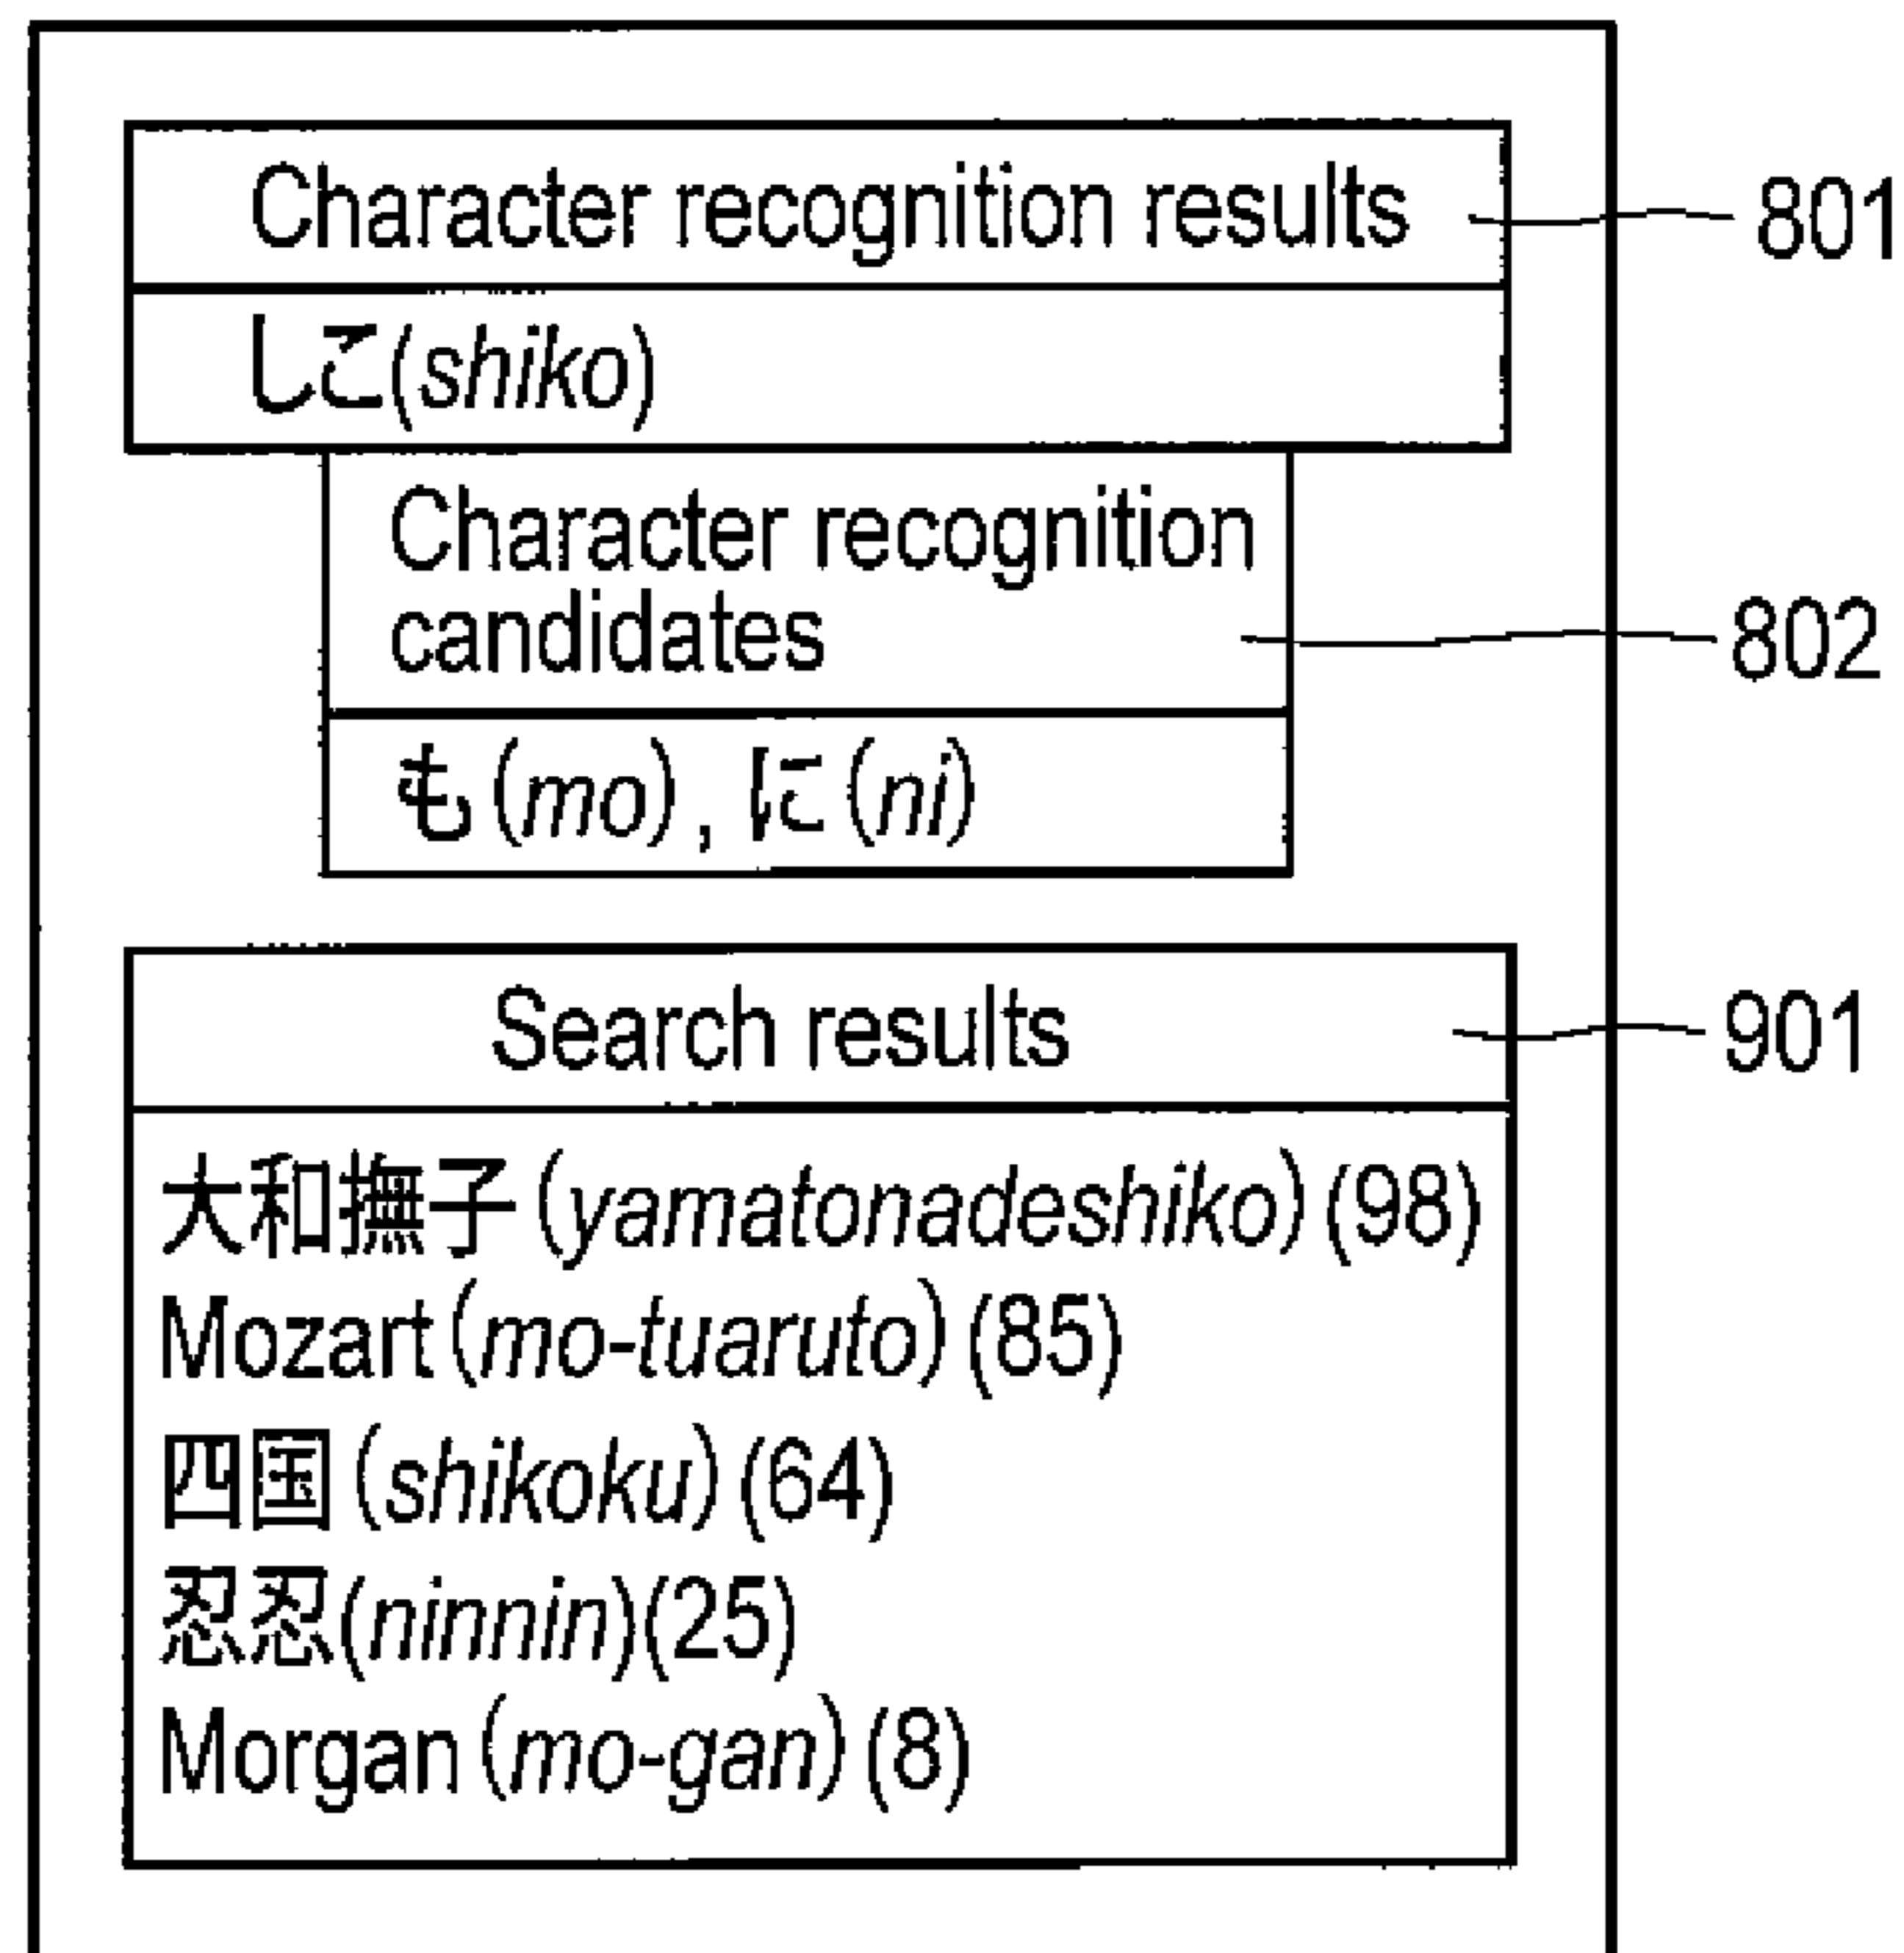 Character recognition results
801
しこ(shiko)
Character recognition
candidates
802
も(mo), に(ni)
Search results
901
大和撫子(yamatonadeshiko)(98)
Mozart(mo-tuaruto)(85)
四国(shikoku)(64)
忍忍(ninnin)(25)
Morgan(mo-gan)(8)